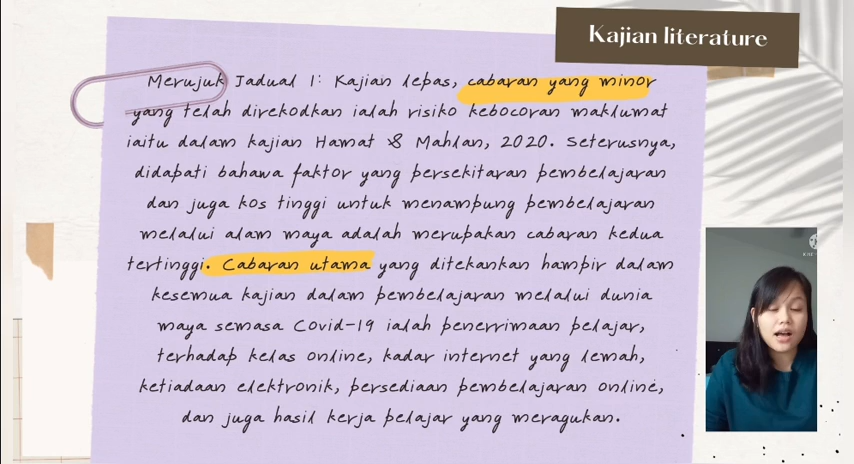 Kajian literature
Merujuk Jadual 1: Kajian lepas, cabaran yang minor
yang telah direkodkan ialah risiko kebocoran maklumat
iaitu dalam kajian Hamat & Mahlan, 2020. Seterusnya,
didapati bahawa faktor yang persekitaran pembelajaran
dan juga kos tinggi untuk menampung pembelajaran
melalui alam maya adalah merupakan cabaran kedua
tertinggi. Cabaran utama yang ditekankan hampir dalam
kesemua kajian dalam pembelajaran melalui dunia
maya semasa Covid-19 ialah penerrimaan pelajar,
terhadap kelas online, kadar internet yang lemah,
ketiadaan elektronik, persediaan pembelajaran online,
dan juga hasil kerja pelajar yang meragukan.